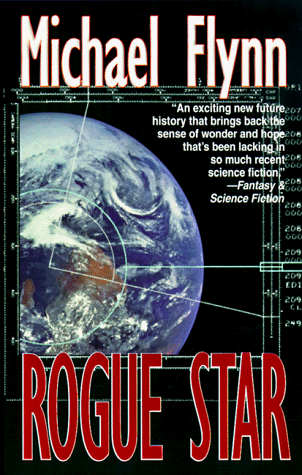 Michael Flynn
"An exciting new future
history that brings back the
sense of wonder and hope
that's been lacking in
so much recent
science fiction."
—Fantasy &
Science Fiction
ROGUE STAR